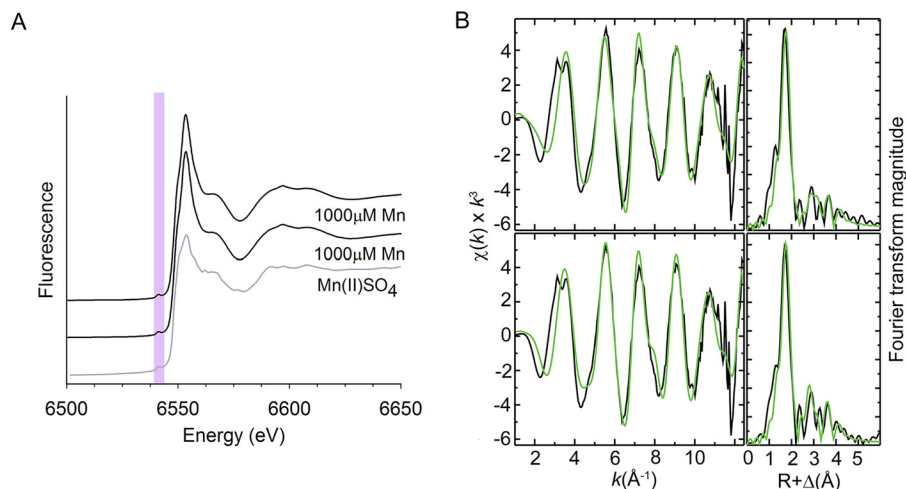 A
Fluorescence
1000μM Mn
1000μM Mn
Mn(II)SO4
6500 6550 6600 6650
Energy (eV)
B
χ(k) x k³
4
2
0
-2
-4
-6
4
2
0
-2
-4
-6
2 4 6 8 10 12
k(Å⁻¹)
0 1 2 3 4 5
R+Δ(Å)
Fourier transform magnitude